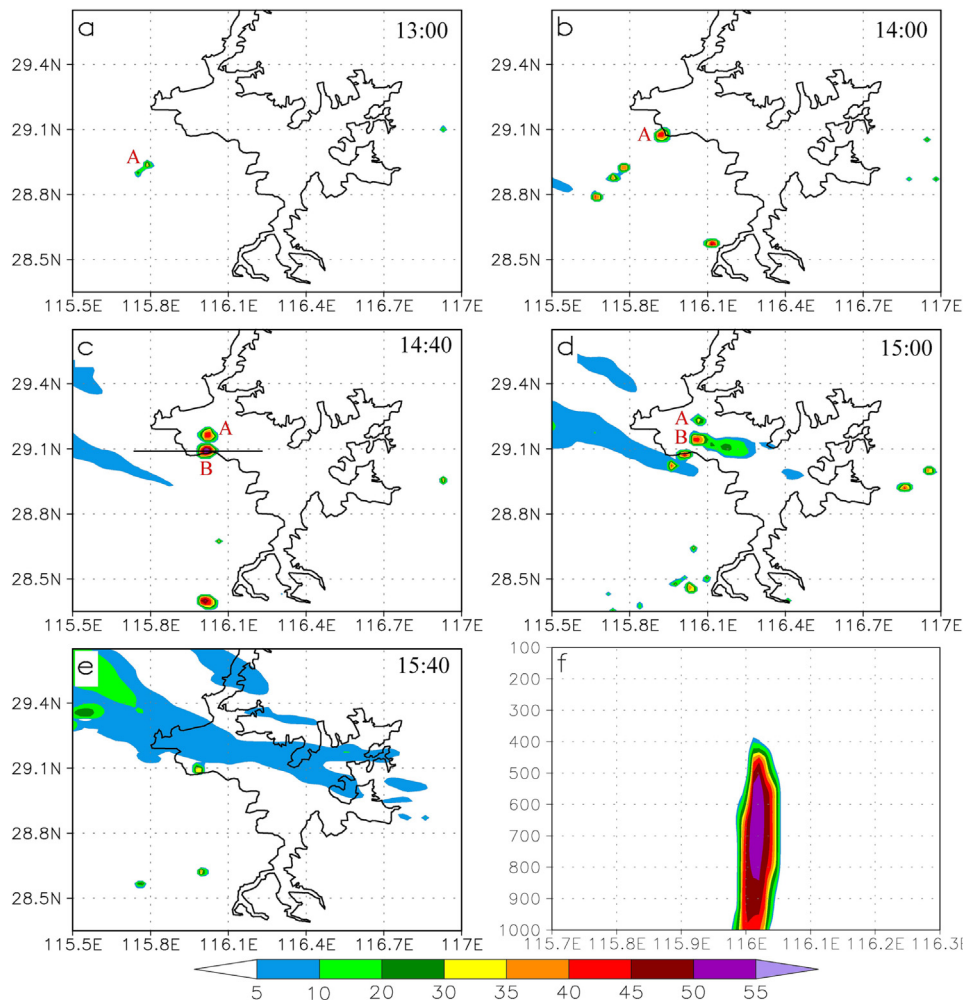 a 13:00
29.4N
A
29.1N
28.8N
28.5N
115.5E 115.8E 116.1E 116.4E 116.7E 117E
b 14:00
29.4N
29.1N
A
28.8N
28.5N
115.5E 115.8E 116.1E 116.4E 116.7E 117E
c 14:40
29.4N
A
29.1N
B
28.8N
28.5N
115.5E 115.8E 116.1E 116.4E 116.7E 117E
d 15:00
29.4N
A
B
29.1N
28.8N
28.5N
115.5E 115.8E 116.1E 116.4E 116.7E 117E
e 15:40
29.4N
29.1N
28.8N
28.5N
115.5E 115.8E 116.1E 116.4E 116.7E 117E
f
100
200
300
400
500
600
700
800
900
1000
115.7E 115.8E 115.9E 116.0E 116.1E 116.2E 116.3E
5 10 20 30 35 40 45 50 55